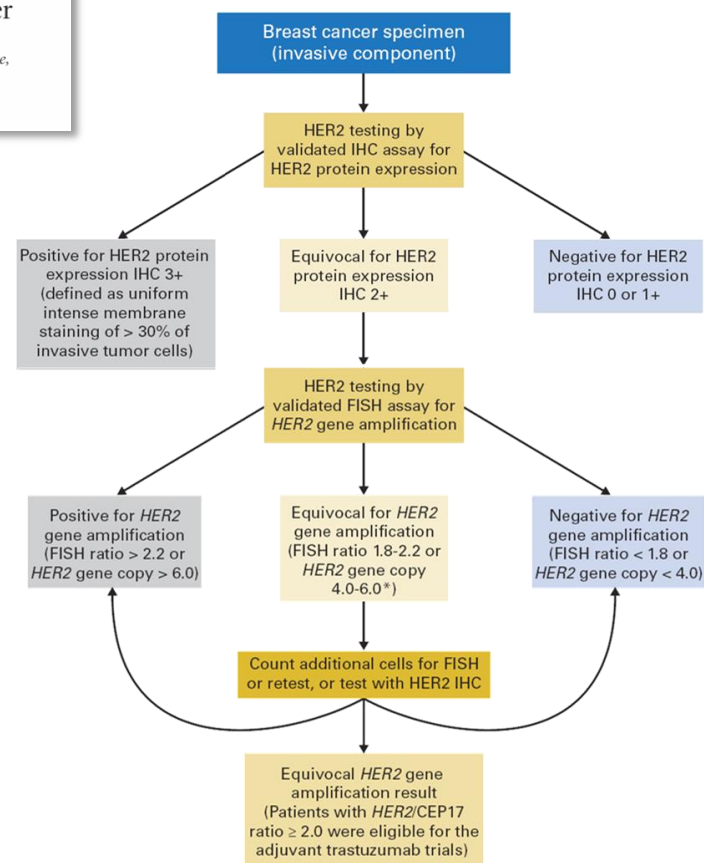 er
e,
Breast cancer specimen
(invasive component)
HER2 testing by
validated IHC assay for
HER2 protein expression
Positive for HER2 protein
expression IHC 3+
(defined as uniform
intense membrane
staining of > 30% of
invasive tumor cells)
Equivocal for HER2
protein expression
IHC 2+
Negative for HER2
protein expression
IHC 0 or 1+
HER2 testing by
validated FISH assay for
HER2 gene amplification
Positive for HER2
gene amplification
(FISH ratio > 2.2 or
HER2 gene copy > 6.0)
Equivocal for HER2
gene amplification
(FISH ratio 1.8-2.2 or
HER2 gene copy
4.0-6.0*)
Negative for HER2
gene amplification
(FISH ratio < 1.8 or
HER2 gene copy < 4.0)
Count additional cells for FISH
or retest, or test with HER2 IHC
Equivocal HER2 gene
amplification result
(Patients with HER2/CEP17
ratio ≥ 2.0 were eligible for the
adjuvant trastuzumab trials)